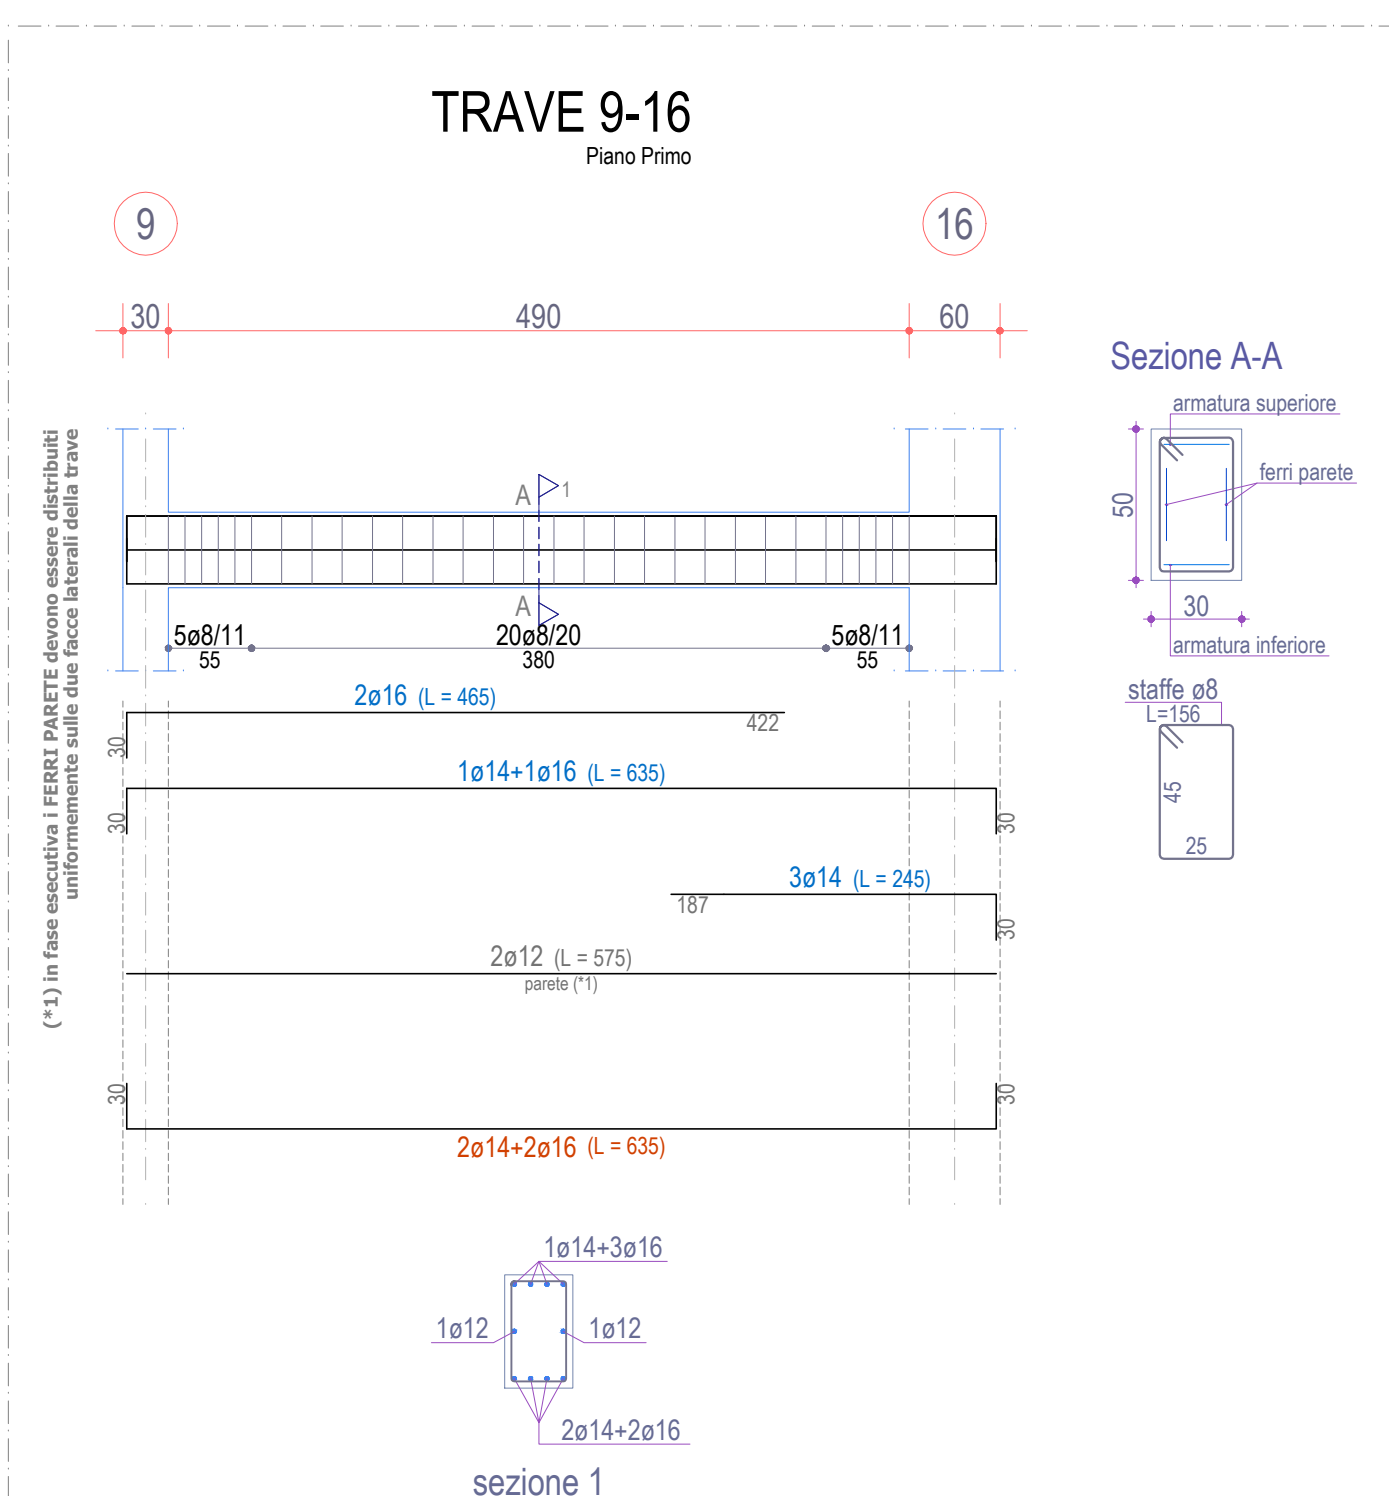 TRAVE 9-16
Piano Primo
9
16
30
490
60
Sezione A-A
armatura superiore
ferri parete
50
30
armatura inferiore
staffe ø8
L=156
45
25
(*1) in fase esecutiva i FERRI PARETE devono essere distribuiti
uniformemente sulle due facce laterali della trave
A
1
A
5ø8/11
55
20ø8/20
380
5ø8/11
55
2ø16 (L = 465)
422
30
1ø14+1ø16 (L = 635)
30
30
3ø14 (L = 245)
187
30
2ø12 (L = 575)
parete (*1)
30
30
2ø14+2ø16 (L = 635)
1ø14+3ø16
1ø12
1ø12
2ø14+2ø16
sezione 1